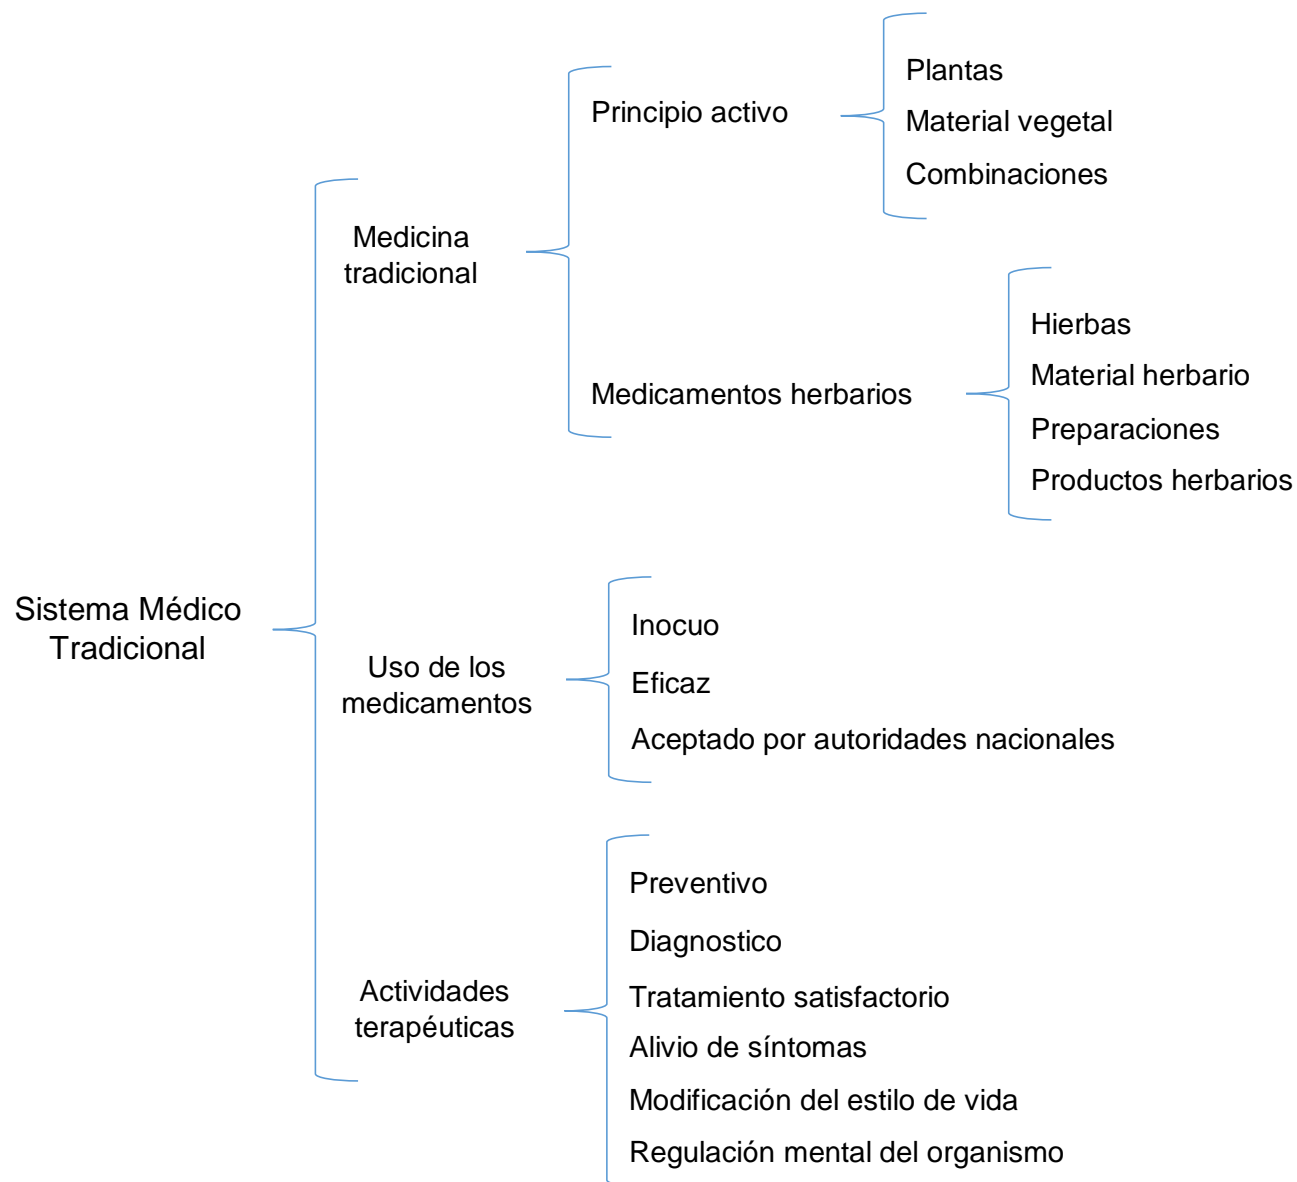 Plantas
Principio activo
Material vegetal
Combinaciones
Medicina
tradicional
Hierbas
Material herbario
Medicamentos herbarios
Preparaciones
Productos herbarios
Sistema Médico
Tradicional
Inocuo
Uso de los
medicamentos
Eficaz
Aceptado por autoridades nacionales
Preventivo
Diagnostico
Actividades
terapéuticas
Tratamiento satisfactorio
Alivio de síntomas
Modificación del estilo de vida
Regulación mental del organismo